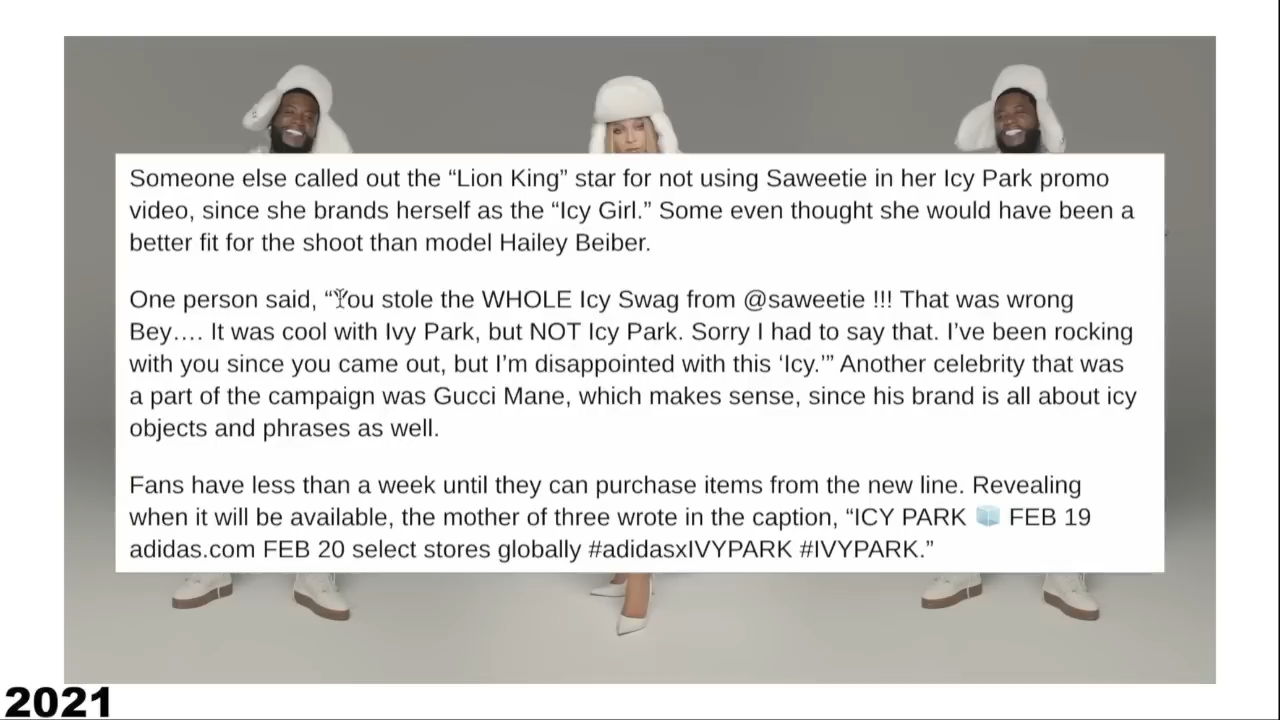 Someone else called out the “Lion King” star for not using Saweetie in her Icy Park promo
video, since she brands herself as the “Icy Girl.” Some even thought she would have been a
better fit for the shoot than model Hailey Beiber.
One person said, “You stole the WHOLE Icy Swag from @saweetie !!! That was wrong
Bey…. It was cool with Ivy Park, but NOT Icy Park. Sorry I had to say that. I’ve been rocking
with you since you came out, but I’m disappointed with this ‘Icy.’” Another celebrity that was
a part of the campaign was Gucci Mane, which makes sense, since his brand is all about icy
objects and phrases as well.
Fans have less than a week until they can purchase items from the new line. Revealing
when it will be available, the mother of three wrote in the caption, “ICY PARK 🧊 FEB 19
adidas.com FEB 20 select stores globally #adidasxIVYPARK #IVYPARK.”
2021